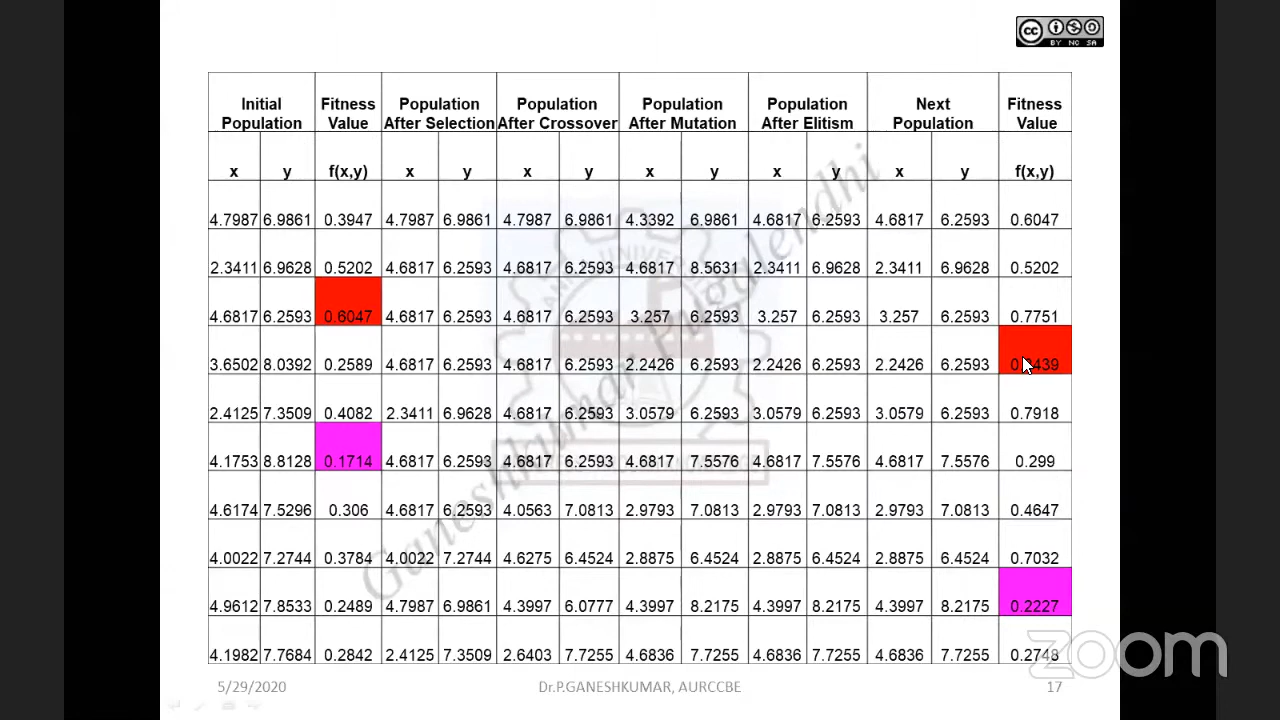 cc BY NC SA
Initial Population Fitness Value Population After Selection Population After Crossover Population After Mutation Population After Elitism Next Population Fitness Value
x y f(x,y) x y x y x y x y x y f(x,y)
4.7987 6.9861 0.3947 4.7987 6.9861 4.7987 6.9861 4.3392 6.9861 4.6817 6.2593 4.6817 6.2593 0.6047
2.3411 6.9628 0.5202 4.6817 6.2593 4.6817 6.2593 4.6817 8.5631 2.3411 6.9628 2.3411 6.9628 0.5202
4.6817 6.2593 0.6047 4.6817 6.2593 4.6817 6.2593 3.257 6.2593 3.257 6.2593 3.257 6.2593 0.7751
3.6502 8.0392 0.2589 4.6817 6.2593 4.6817 6.2593 2.2426 6.2593 2.2426 6.2593 2.2426 6.2593
2.4125 7.3509 0.4082 2.3411 6.9628 4.6817 6.2593 3.0579 6.2593 3.0579 6.2593 3.0579 6.2593 0.7918
4.1753 8.8128 0.1714 4.6817 6.2593 4.6817 6.2593 4.6817 7.5576 4.6817 7.5576 4.6817 7.5576 0.299
4.6174 7.5296 0.306 4.6817 6.2593 4.0563 7.0813 2.9793 7.0813 2.9793 7.0813 2.9793 7.0813 0.4647
4.0022 7.2744 0.3784 4.0022 7.2744 4.6275 6.4524 2.8875 6.4524 2.8875 6.4524 2.8875 6.4524 0.7032
4.9612 7.8533 0.2489 4.7987 6.9861 4.3997 6.0777 4.3997 8.2175 4.3997 8.2175 4.3997 8.2175 0.2227
4.1982 7.7684 0.2842 2.4125 7.3509 2.6403 7.7255 4.6836 7.7255 4.6836 7.7255 4.6836 7.7255 0.2748
Ganeshkumar Pugalendhi
zoom
5/29/2020 Dr.P.GANESHKUMAR, AURCCBE 17